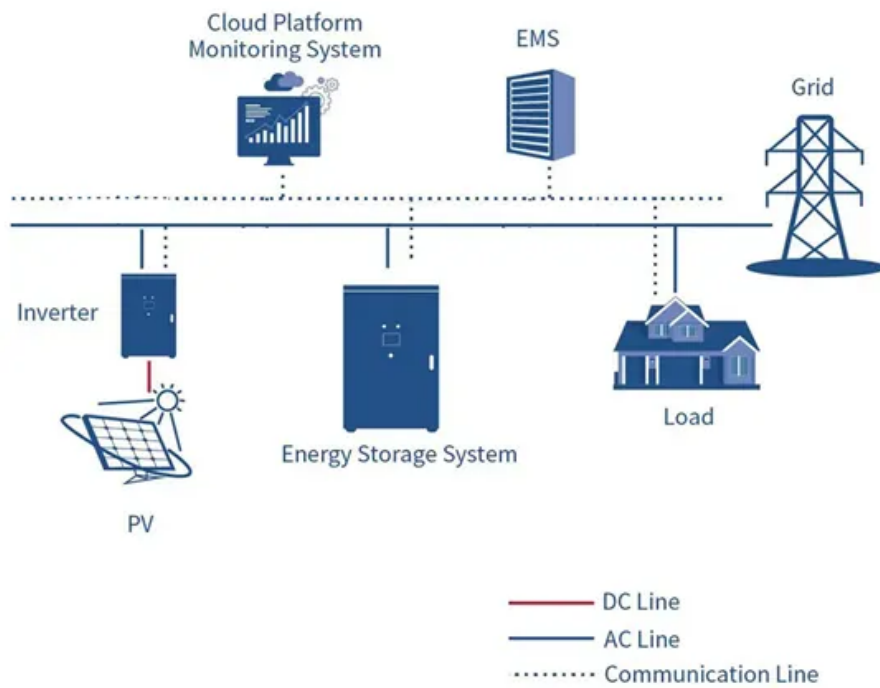 Cloud Platform
Monitoring System
EMS
Grid
Inverter
Load
Energy Storage System
PV
DC Line
AC Line
Communication Line